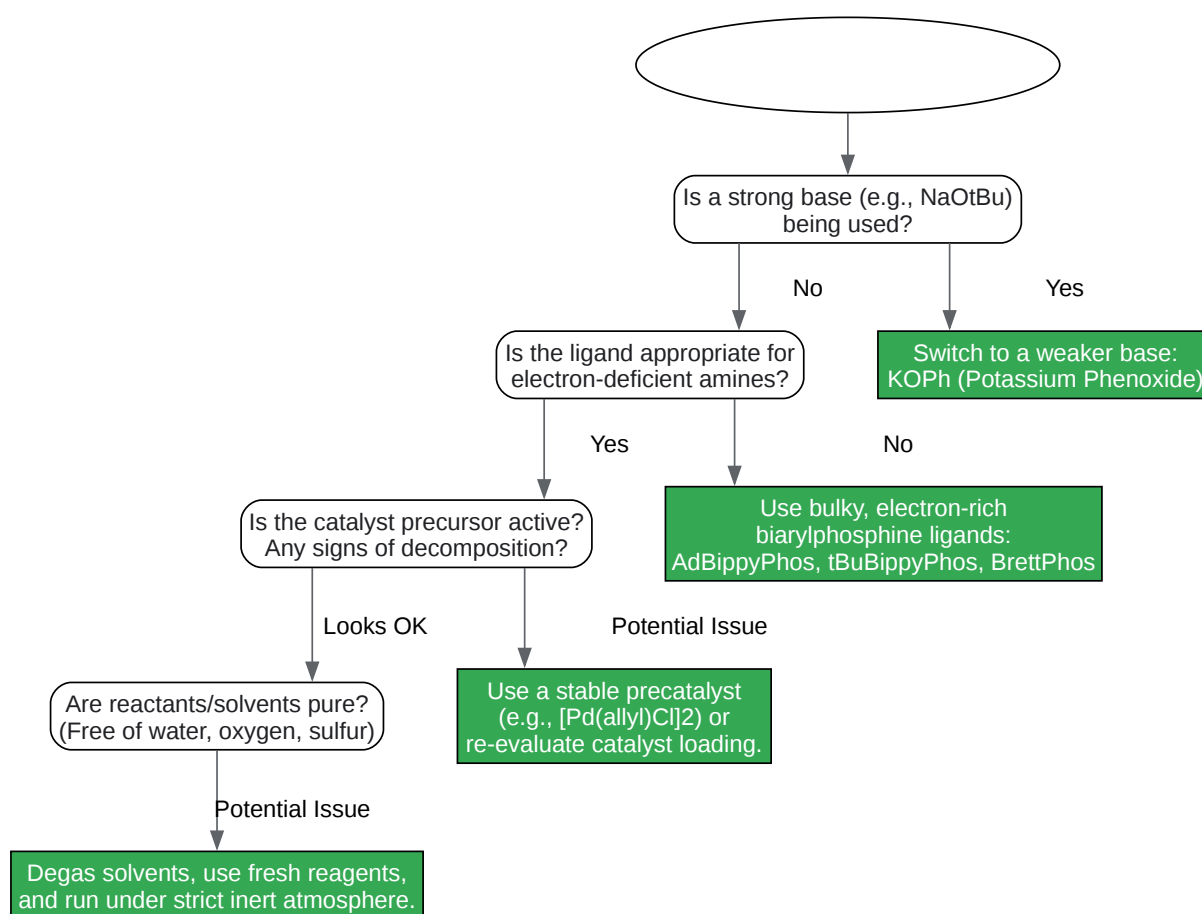 Is a strong base (e.g., NaOtBu)
being used?
No
Yes
Is the ligand appropriate for
electron-deficient amines?
Switch to a weaker base:
KOPh (Potassium Phenoxide)
Yes
No
Is the catalyst precursor active?
Any signs of decomposition?
Use bulky, electron-rich
biarylphosphine ligands:
AdBippyPhos, tBuBippyPhos, BrettPhos
Looks OK
Potential Issue
Are reactants/solvents pure?
(Free of water, oxygen, sulfur)
Use a stable precatalyst
(e.g., [Pd(allyl)Cl]2) or
re-evaluate catalyst loading.
Potential Issue
Degas solvents, use fresh reagents,
and run under strict inert atmosphere.